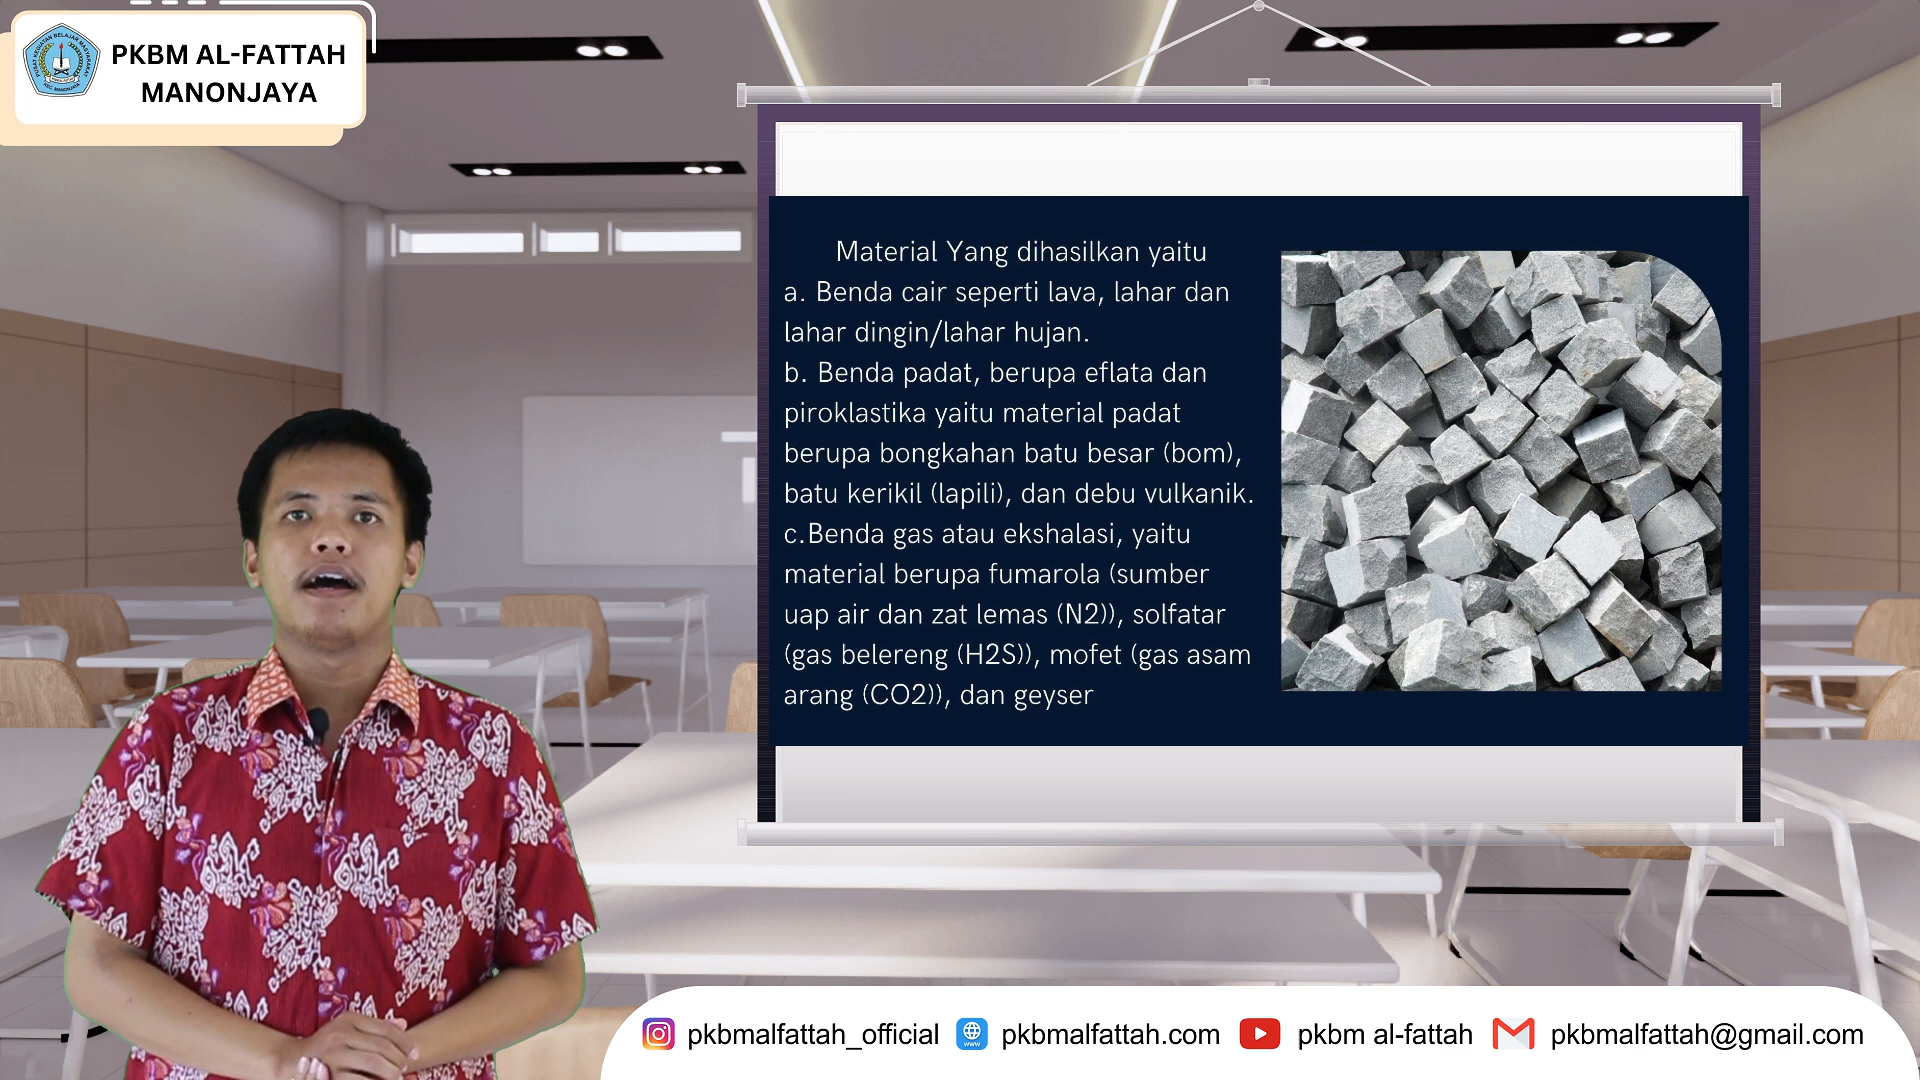 PKBM AL-FATTAH
MANONJAYA
Material Yang dihasilkan yaitu
a. Benda cair seperti lava, lahar dan
lahar dingin/lahar hujan.
b. Benda padat, berupa eflata dan
piroklastika yaitu material padat
berupa bongkahan batu besar (bom),
batu kerikil (lapili), dan debu vulkanik.
c.Benda gas atau ekshalasi, yaitu
material berupa fumarola (sumber
uap air dan zat lemas (N2)), solfatar
(gas belereng (H2S)), mofet (gas asam
arang (CO2)), dan geyser
pkbmalfattah_official
pkbmalfattah.com
pkbm al-fattah
pkbmalfattah@gmail.com